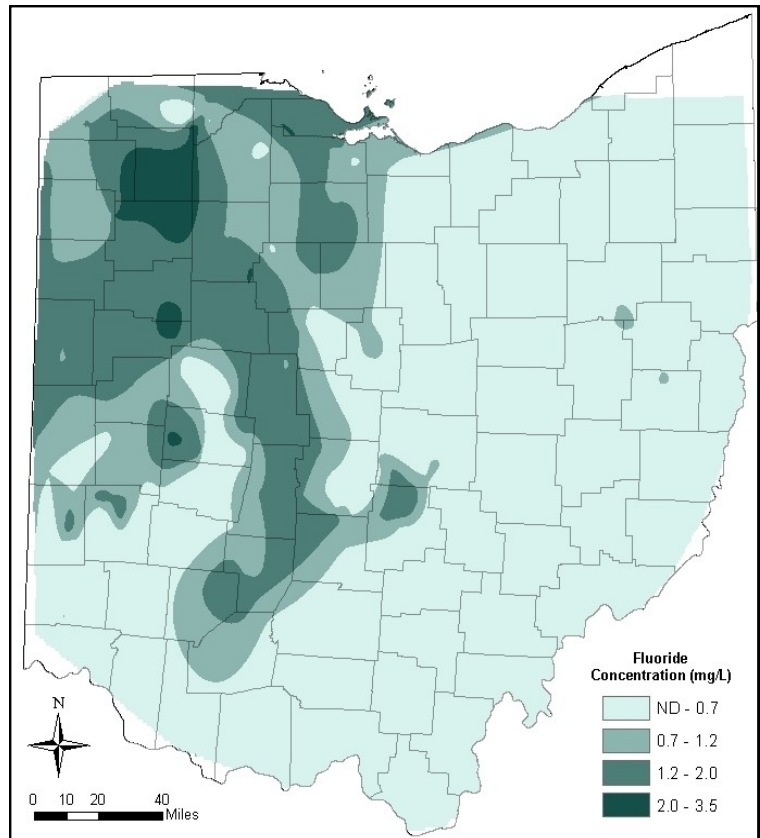 Fluoride
Concentration (mg/L)
ND - 0.7
0.7 - 1.2
1.2 - 2.0
2.0 - 3.5
N
0 10 20 40
Miles